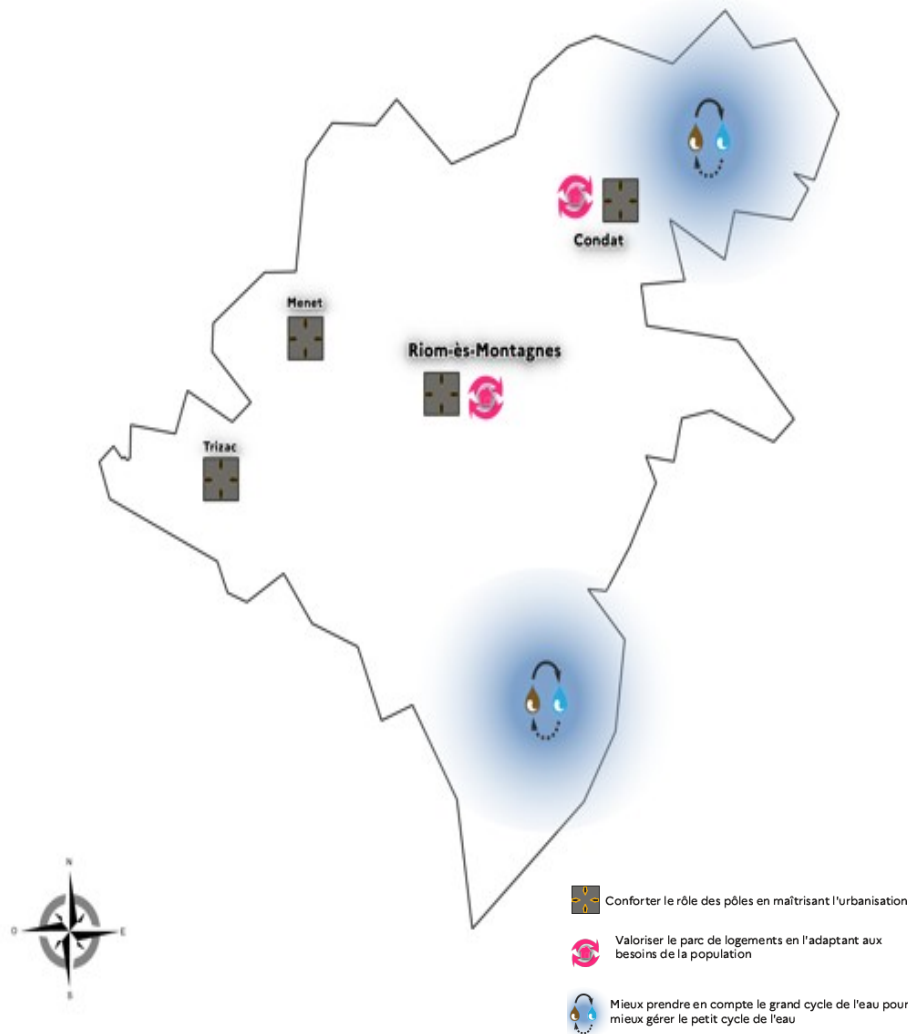 Condat
Menet
Riom-ès-Montagnes
Trizac
N
O
E
S
Conforter le rôle des pôles en maîtrisant l'urbanisation
Valoriser le parc de logements en l'adaptant aux
besoins de la population
Mieux prendre en compte le grand cycle de l'eau pour
mieux gérer le petit cycle de l'eau